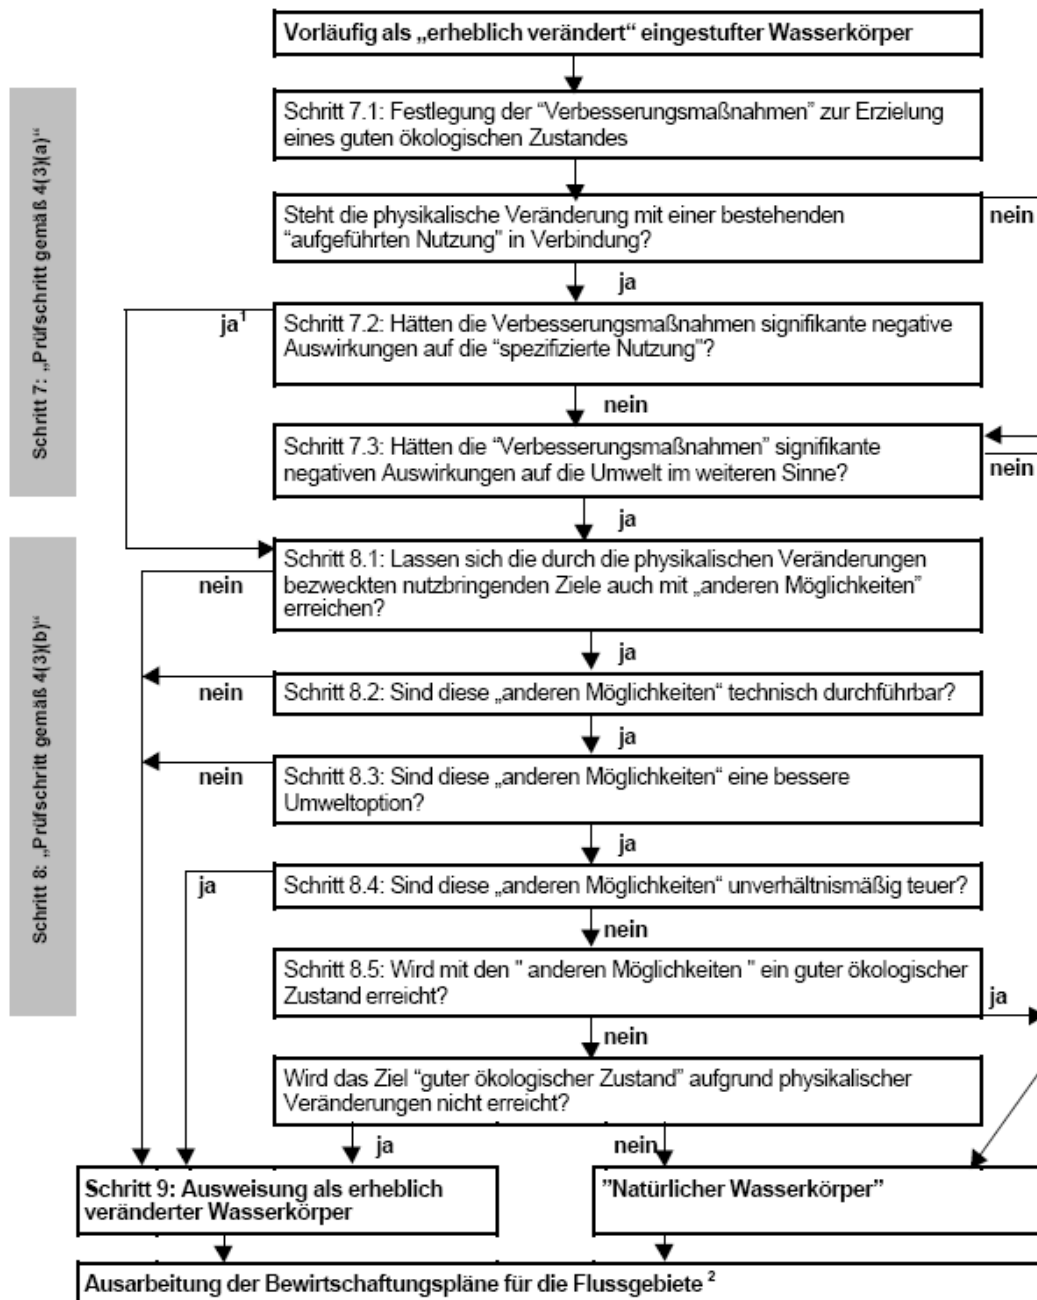 Vorläufig als „erheblich verändert“ eingestufter Wasserkörper
Schritt 7: „Prüfschritt gemäß 4(3)(a)“
Schritt 7.1: Festlegung der “Verbesserungsmaßnahmen” zur Erzielung
eines guten ökologischen Zustandes
Steht die physikalische Veränderung mit einer bestehenden
“aufgeführten Nutzung” in Verbindung?
nein
ja
ja¹
Schritt 7.2: Hätten die Verbesserungsmaßnahmen signifikante negative
Auswirkungen auf die “spezifizierte Nutzung”?
nein
Schritt 7.3: Hätten die “Verbesserungsmaßnahmen” signifikante
negativen Auswirkungen auf die Umwelt im weiteren Sinne?
nein
ja
Schritt 8: „Prüfschritt gemäß 4(3)(b)“
Schritt 8.1: Lassen sich die durch die physikalischen Veränderungen
bezweckten nutzbringenden Ziele auch mit „anderen Möglichkeiten”
erreichen?
nein
ja
Schritt 8.2: Sind diese „anderen Möglichkeiten“ technisch durchführbar?
nein
ja
Schritt 8.3: Sind diese „anderen Möglichkeiten“ eine bessere
Umweltoption?
nein
ja
Schritt 8.4: Sind diese „anderen Möglichkeiten“ unverhältnismäßig teuer?
ja
nein
Schritt 8.5: Wird mit den " anderen Möglichkeiten " ein guter ökologischer
Zustand erreicht?
ja
nein
Wird das Ziel “guter ökologischer Zustand” aufgrund physikalischer
Veränderungen nicht erreicht?
ja
nein
Schritt 9: Ausweisung als erheblich
veränderter Wasserkörper
”Natürlicher Wasserkörper”
Ausarbeitung der Bewirtschaftungspläne für die Flussgebiete ²